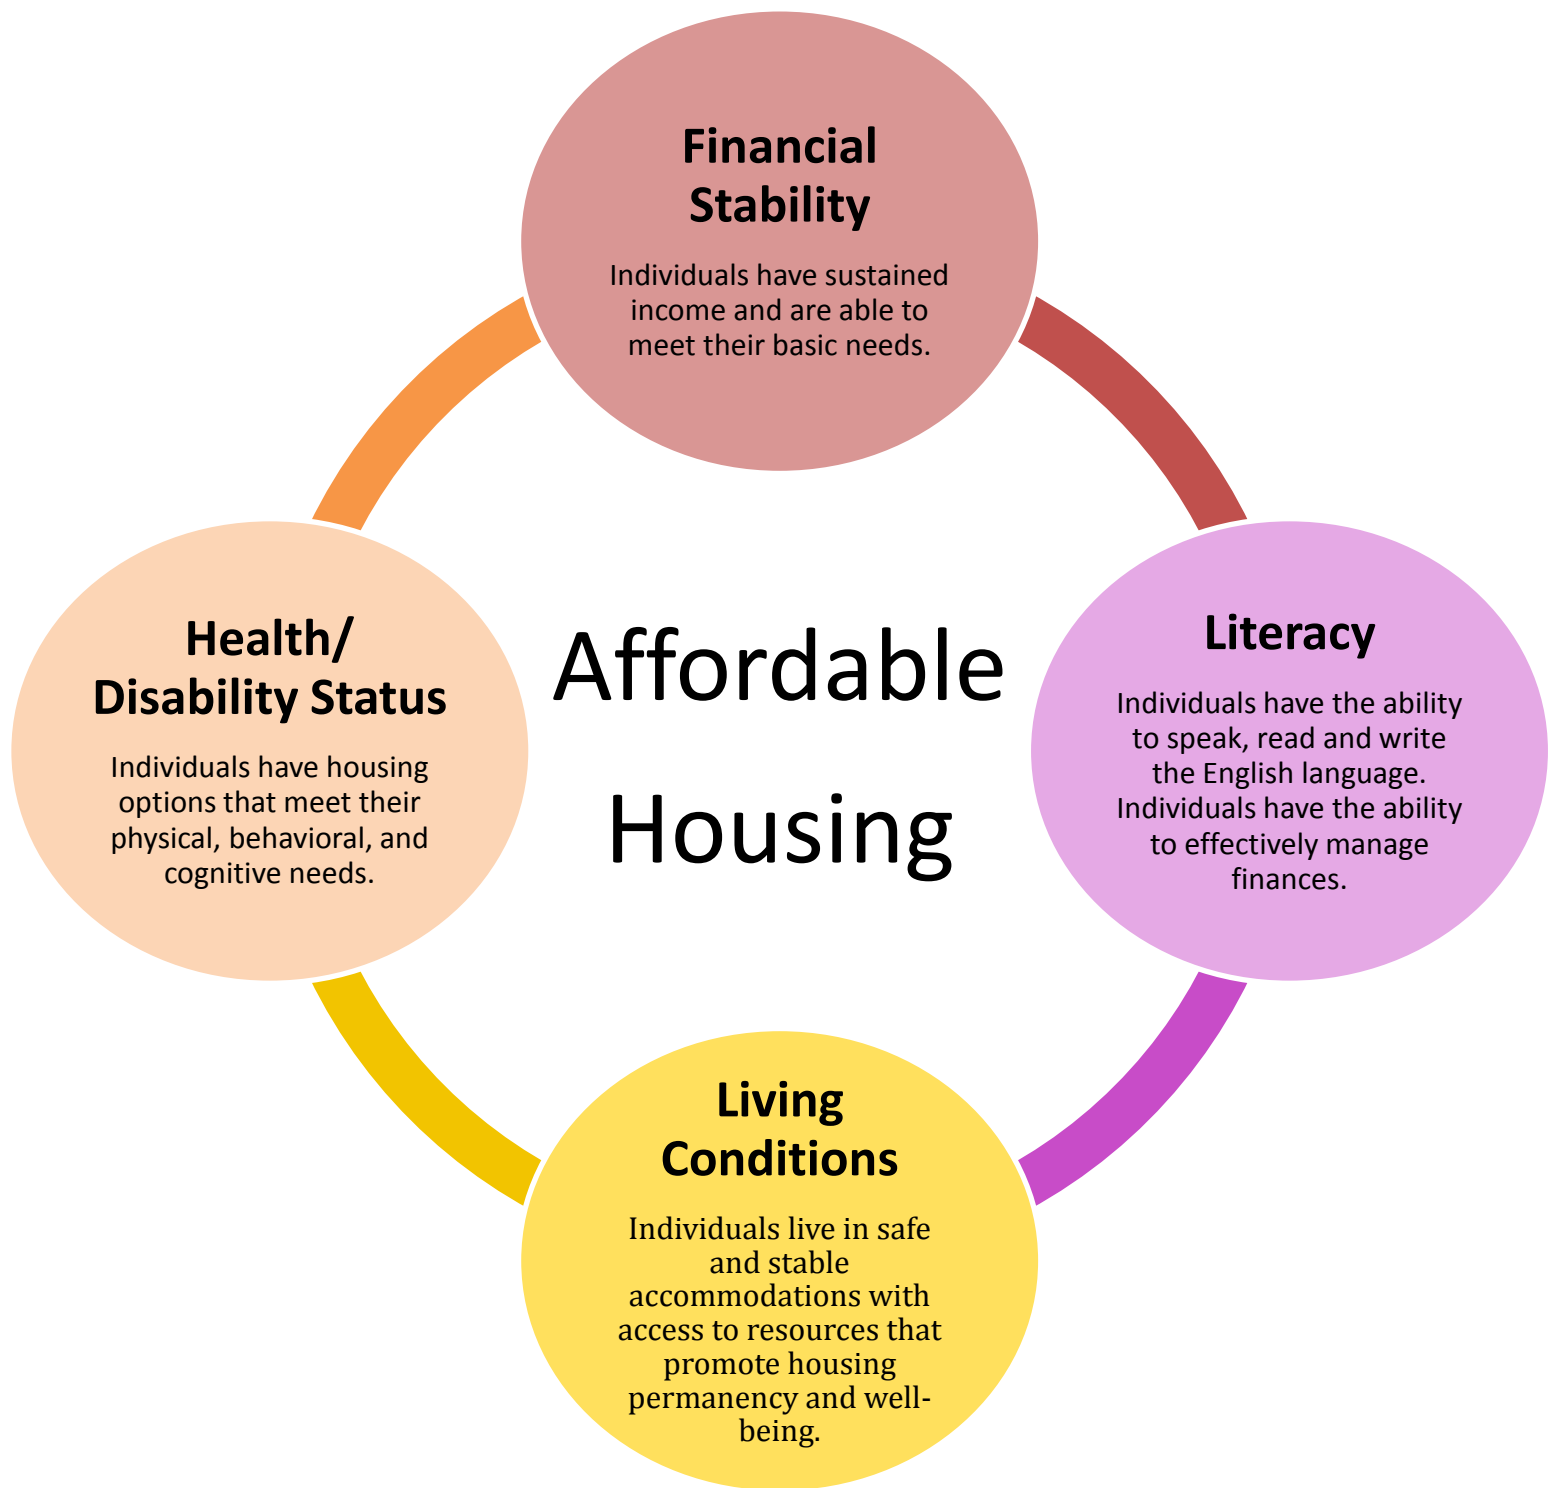 Financial
Stability
Individuals have sustained
income and are able to
meet their basic needs.
Health/
Disability Status
Individuals have housing
options that meet their
physical, behavioral, and
cognitive needs.
Affordable
Housing
Literacy
Individuals have the ability
to speak, read and write
the English language.
Individuals have the ability
to effectively manage
finances.
Living
Conditions
Individuals live in safe
and stable
accommodations with
access to resources that
promote housing
permanency and well-
being.